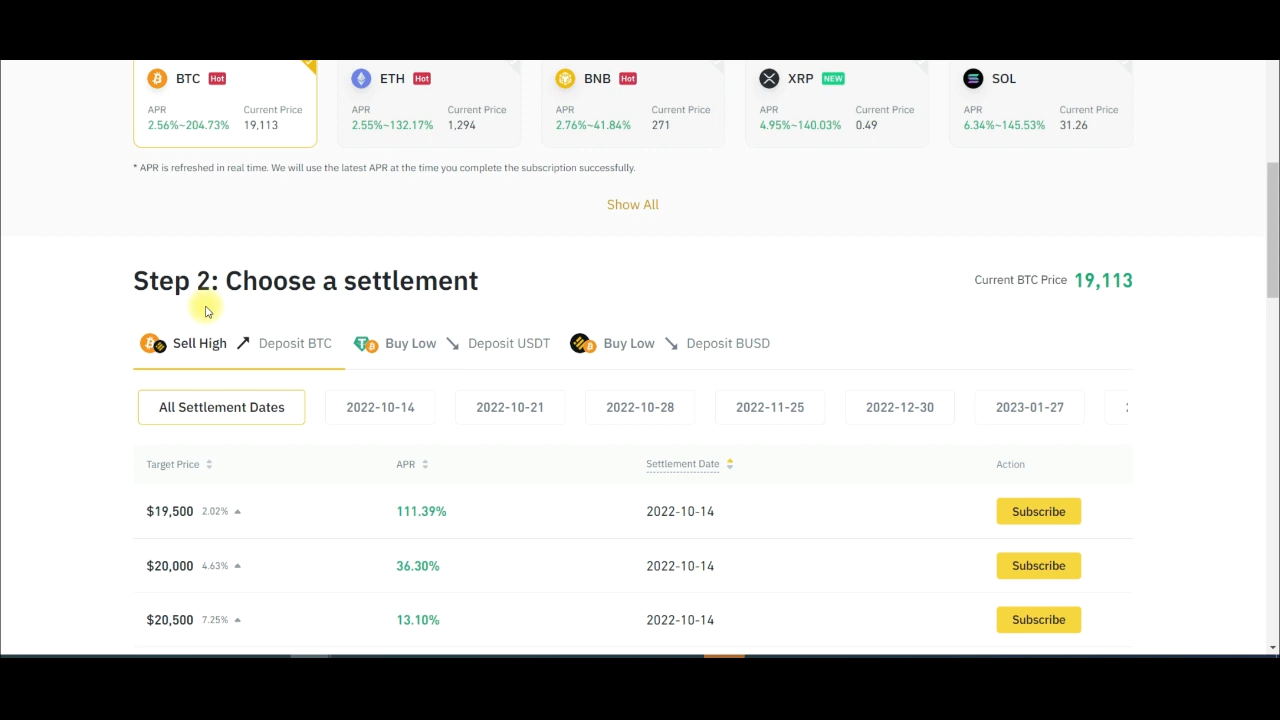 BTC Hot ETH Hot BNB Hot XRP NEW SOL
APR Current Price APR Current Price APR Current Price APR Current Price APR Current Price
2.56%~204.73% 19,113 2.55%~132.17% 1,294 2.76%~41.84% 271 4.95%~140.03% 0.49 6.34%~145.53% 31.26
* APR is refreshed in real time. We will use the latest APR at the time you complete the subscription successfully.
Show All
Step 2: Choose a settlement Current BTC Price 19,113
Sell High Deposit BTC Buy Low Deposit USDT Buy Low Deposit BUSD
All Settlement Dates 2022-10-14 2022-10-21 2022-10-28 2022-11-25 2022-12-30 2023-01-27
Target Price APR Settlement Date Action
$19,500 2.02% 111.39% 2022-10-14 Subscribe
$20,000 4.63% 36.30% 2022-10-14 Subscribe
$20,500 7.25% 13.10% 2022-10-14 Subscribe